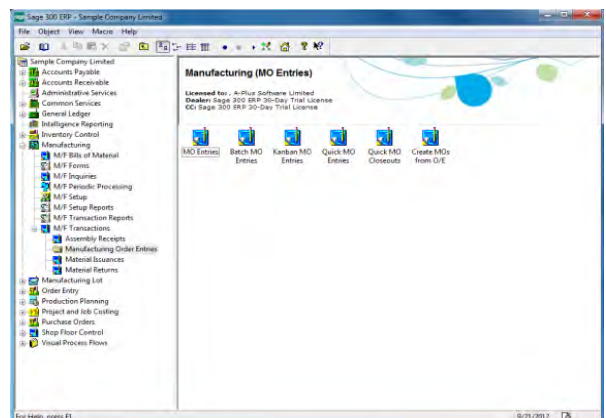 Sage 300 ERP - Sample Company Limited
File Object View Macro Help
Sample Company Limited
Accounts Payable
Accounts Receivable
Administrative Services
Common Services
General Ledger
Intelligence Reporting
Inventory Control
Manufacturing
M/F Bills of Material
M/F Forms
M/F Inquiries
M/F Periodic Processing
M/F Setup
M/F Setup Reports
M/F Transaction Reports
M/F Transactions
Assembly Receipts
Manufacturing Order Entries
Material Issuances
Material Returns
Manufacturing Lot
Order Entry
Production Planning
Project and Job Costing
Purchase Orders
Shop Floor Control
Visual Process Flows
Manufacturing (MO Entries)
Licensed to: , A-Plus Software Limited
Dealer: Sage 300 ERP 30-Day Trial License
CC: Sage 300 ERP 30-Day Trial License
MO Entries
Batch MO
Entries
Kanban MO
Entries
Quick MO
Entries
Quick MO
Closeouts
Create MOs
from O/E
For Help, press F1
9/21/2012